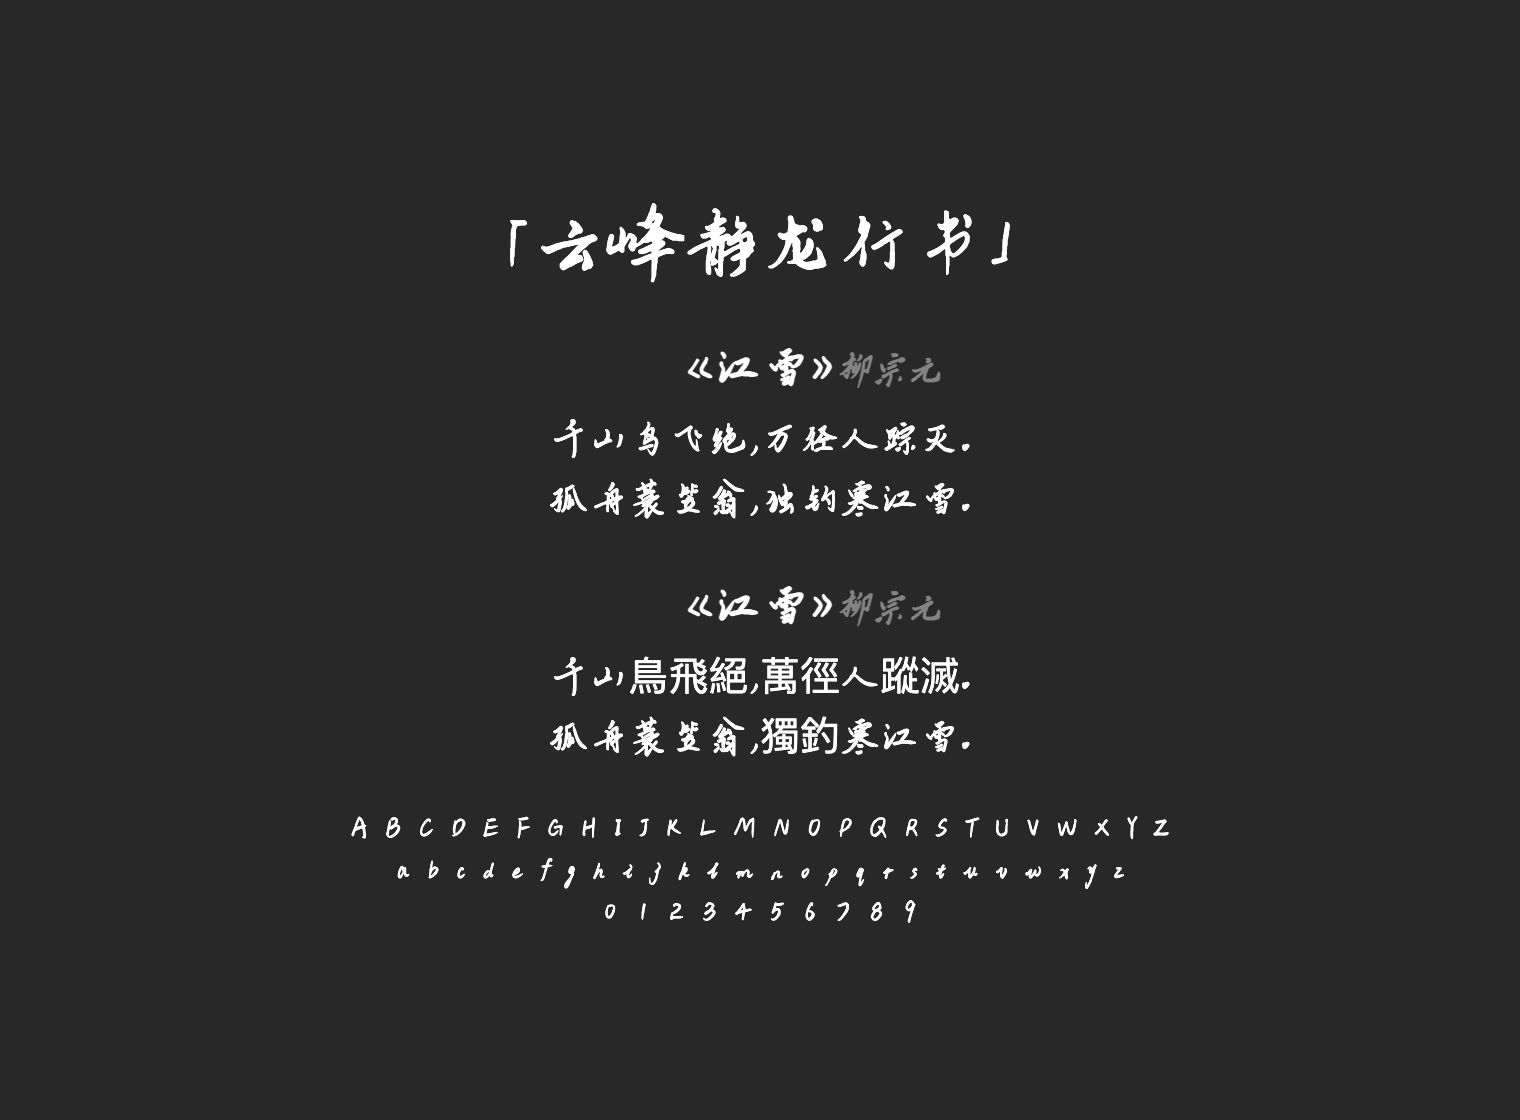 「云峰静龙行书」
《江雪》柳宗元
千山鸟飞绝,万径人踪灭.
孤舟蓑笠翁,独钓寒江雪.
《江雪》柳宗元
千山鳥飛絕,萬徑人蹤滅.
孤舟蓑笠翁,獨釣寒江雪.
A B C D E F G H I J K L M N O P Q R S T U V W X Y Z
a b c d e f g h i j k l m n o p q r s t u v w x y z
0 1 2 3 4 5 6 7 8 9